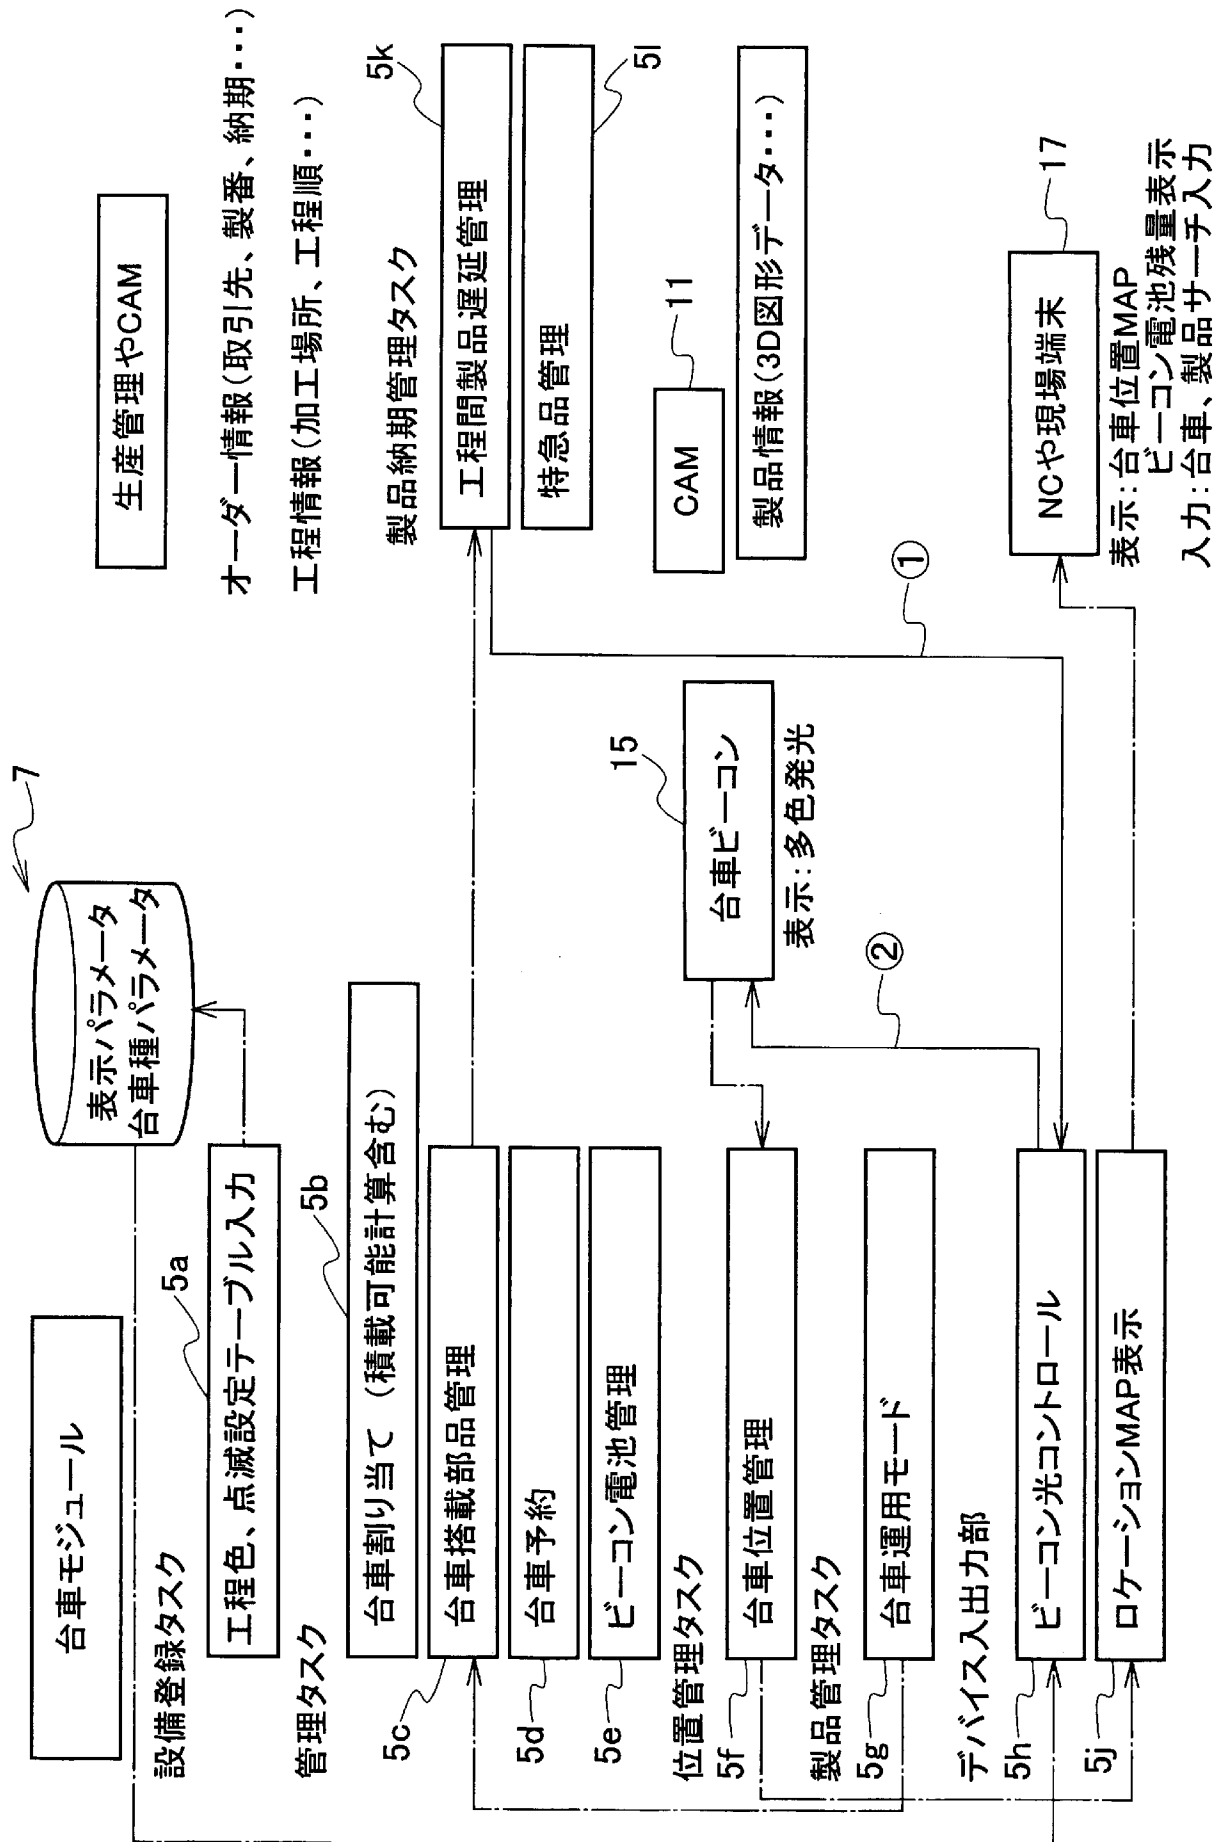 台車モジュール
設備登録タスク
5a
工程色、点滅設定テーブル入力
7
表示パラメータ
台車種パラメータ
管理タスク
5b
台車割り当て（積載可能計算含む）
5c
台車搭載部品管理
5d
台車予約
5e
ビーコン電池管理
位置管理タスク
5f
台車位置管理
製品管理タスク
5g
台車運用モード
デバイス入出力部
5h
ビーコン光コントロール
5j
ロケーションMAP表示
15
台車ビーコン
表示：多色発光
②
①
生産管理やCAM
オーダー情報（取引先、製番、納期・・・）
工程情報（加工場所、工程順・・・）
製品納期管理タスク
5k
工程間製品遅延管理
特急品管理
5l
CAM
11
製品情報（3D図形データ・・・）
17
NCや現場端末
表示：台車位置MAP
ビーコン電池残量表示
入力：台車、製品サーチ入力